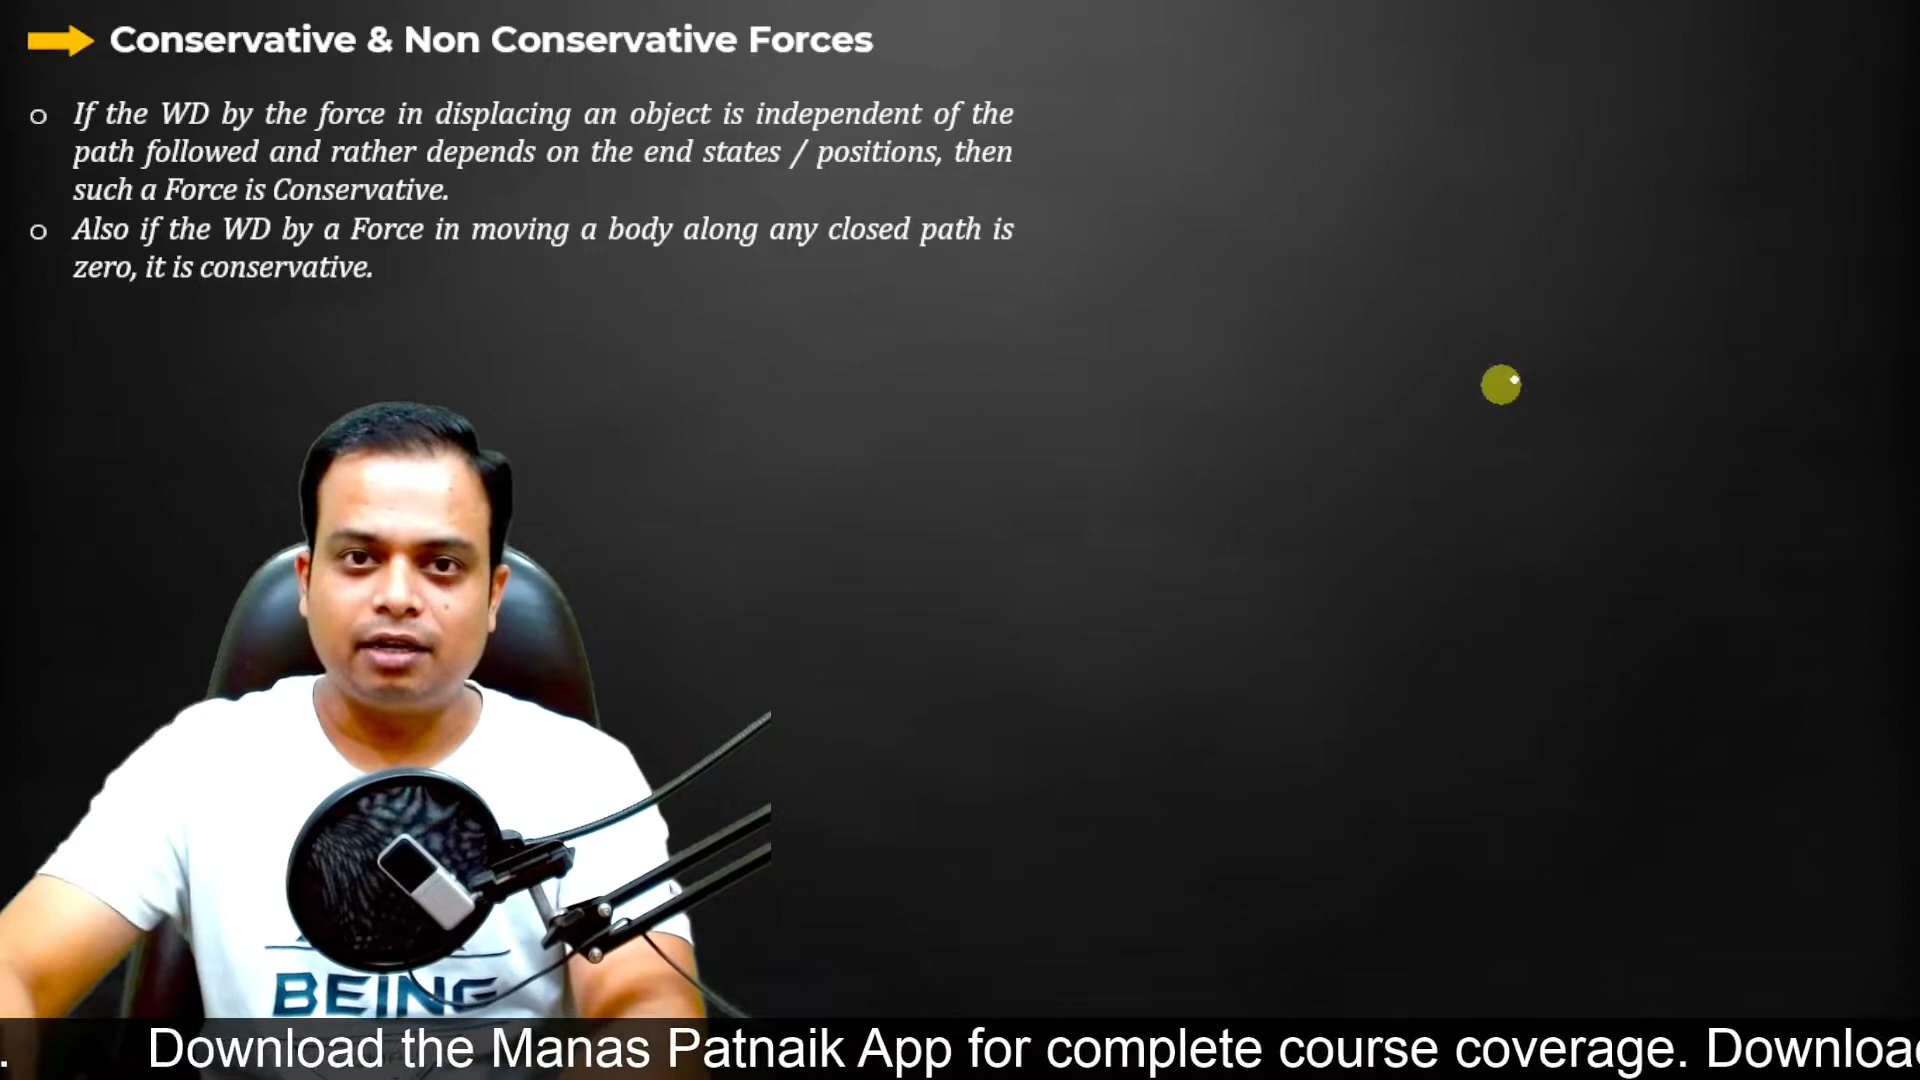 Conservative & Non Conservative Forces
o If the WD by the force in displacing an object is independent of the
path followed and rather depends on the end states / positions, then
such a Force is Conservative.
o Also if the WD by a Force in moving a body along any closed path is
zero, it is conservative.
BEING
. Download the Manas Patnaik App for complete course coverage. Downloa